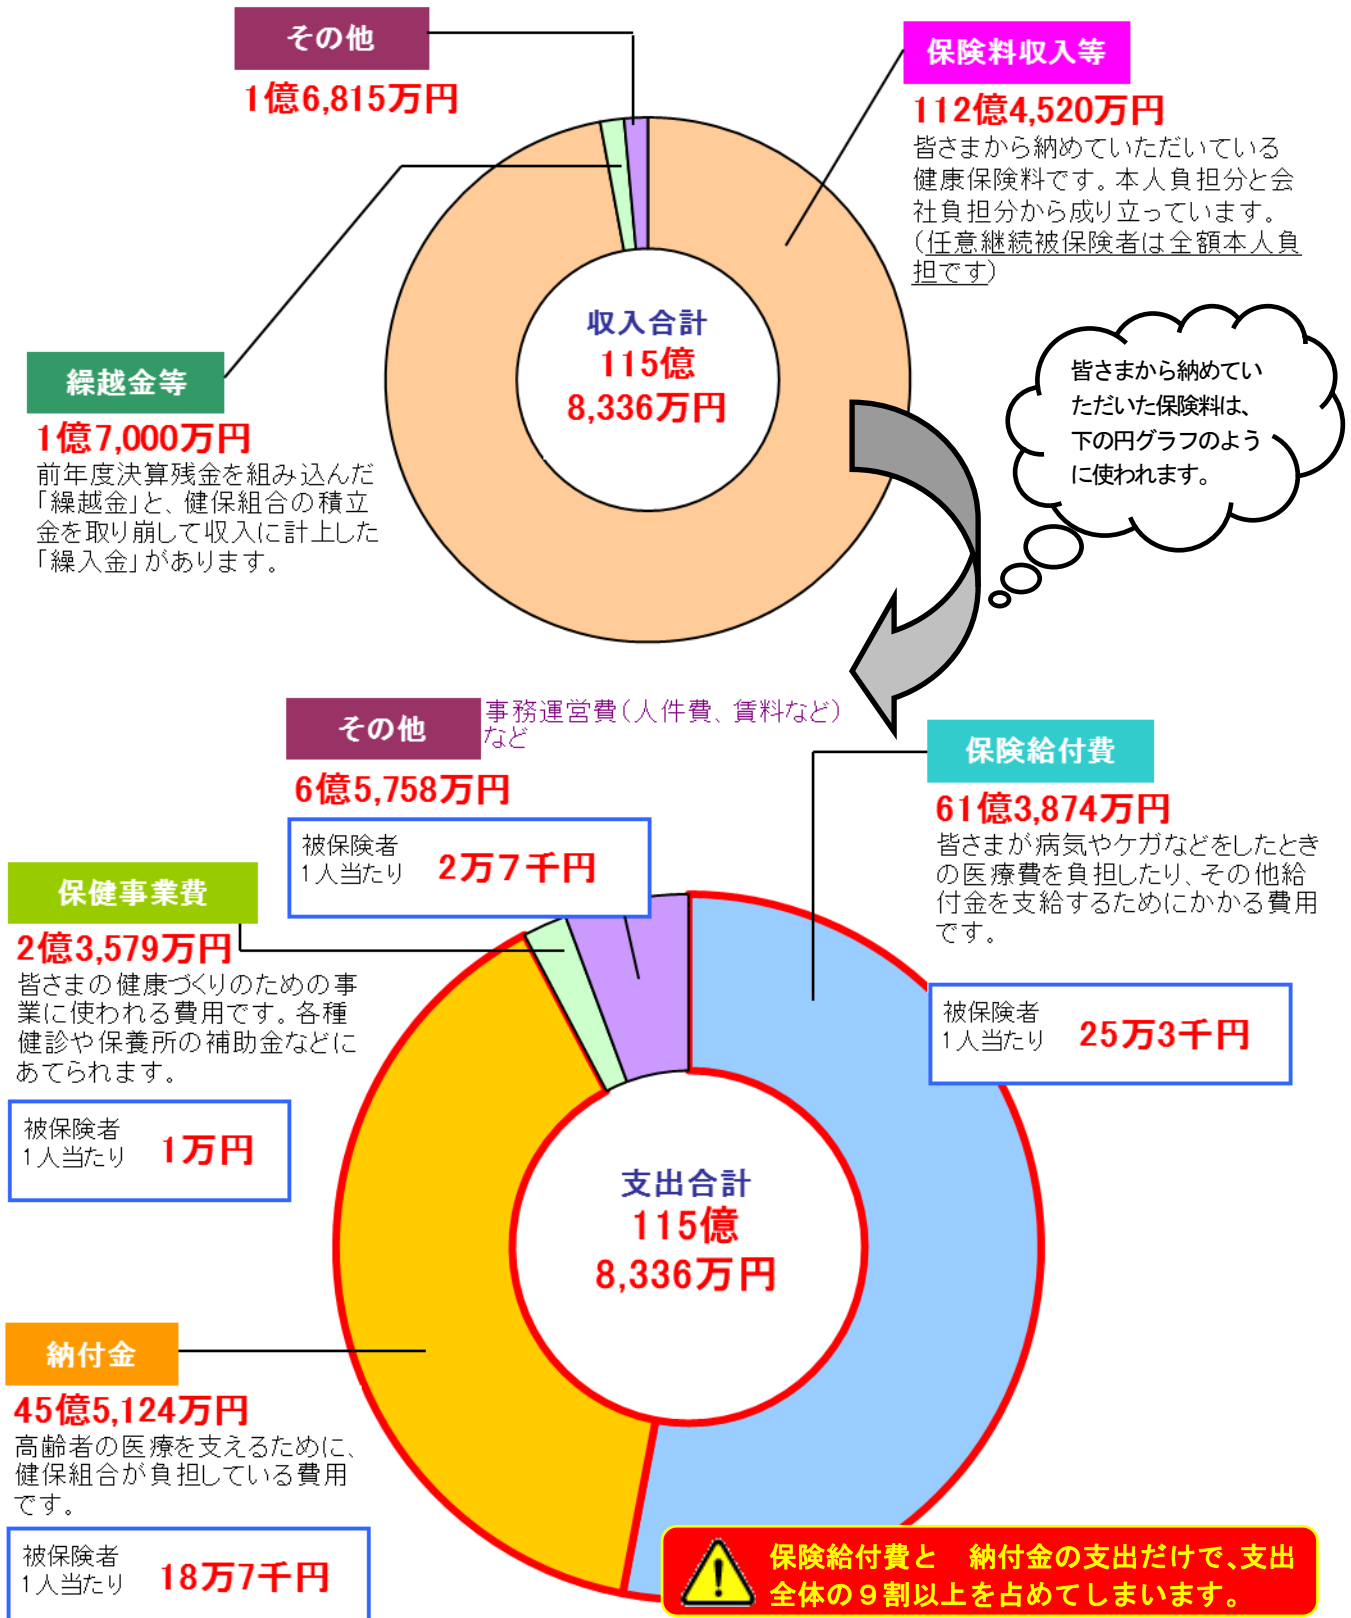 その他
1億6,815万円
保険料収入等
112億4,520万円
皆さまから納めていただいている
健康保険料です。本人負担分と会
社負担分から成り立っています。
（任意継続被保険者は全額本人負
担です）
収入合計
115億
8,336万円
繰越金等
1億7,000万円
前年度決算残金を組み込んだ
「繰越金」と、健保組合の積立
金を取り崩して収入に計上した
「繰入金」があります。
皆さまから納めてい
ただいた保険料は、
下の円グラフのよう
に使われます。
その他
事務運営費（人件費、賃料など）
など
6億5,758万円
被保険者
1人当たり 2万7千円
保険給付費
61億3,874万円
皆さまが病気やケガなどをしたとき
の医療費を負担したり、その他給
付金を支給するためにかかる費用
です。
被保険者
1人当たり 25万3千円
保健事業費
2億3,579万円
皆さまの健康づくりのための事
業に使われる費用です。各種
健診や保養所の補助金などに
あてられます。
被保険者
1人当たり 1万円
支出合計
115億
8,336万円
納付金
45億5,124万円
高齢者の医療を支えるために、
健保組合が負担している費用
です。
被保険者
1人当たり 18万7千円
保険給付費と 納付金の支出だけで、支出
全体の９割以上を占めてしまいます。